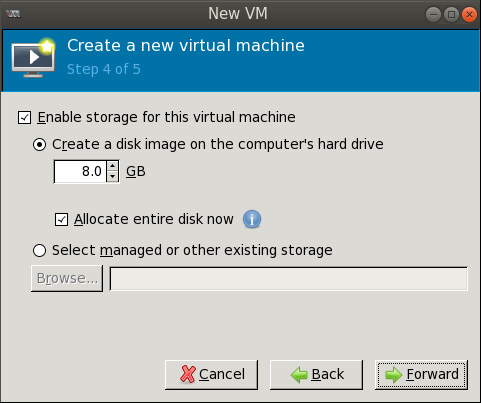 New VM
Create a new virtual machine
Step 4 of 5
Enable storage for this virtual machine
Create a disk image on the computer's hard drive
8.0 GB
Allocate entire disk now
Select managed or other existing storage
Browse...
Cancel Back Forward